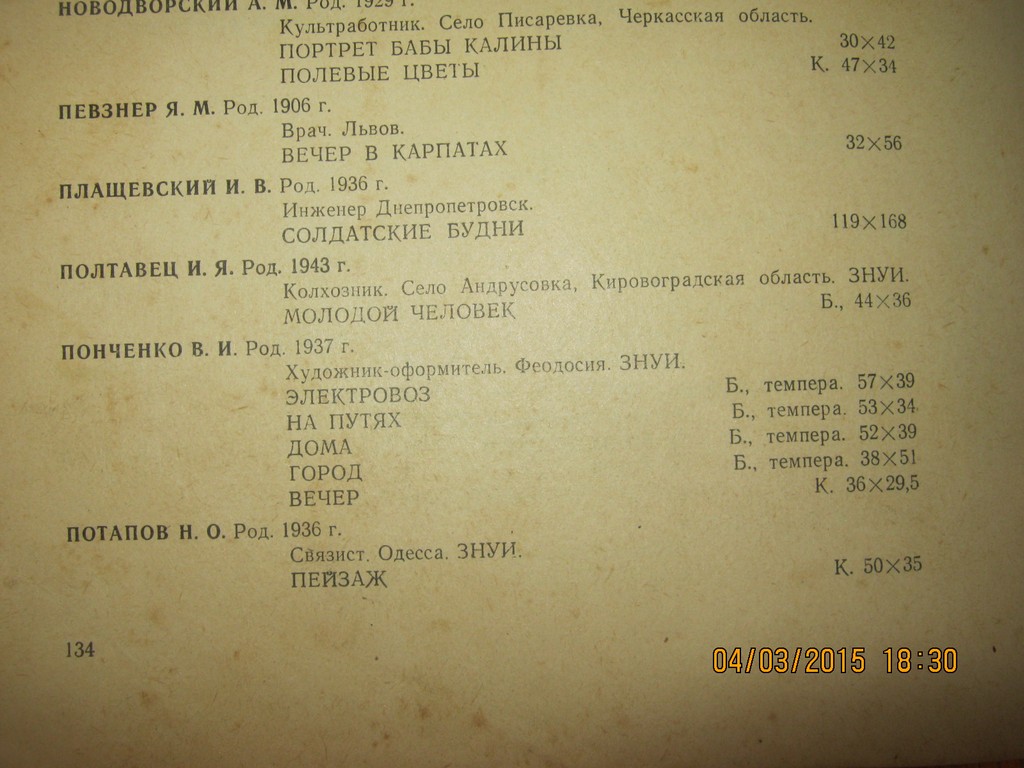 НОВОДВОРСКИЙ А. М. Род. 1929 г.
Культработник. Село Писаревка, Черкасская область.
ПОРТРЕТ БАБЫ КАЛИНЫ 30×42
ПОЛЕВЫЕ ЦВЕТЫ К. 47×34
ПЕВЗНЕР Я. М. Род. 1906 г.
Врач. Львов.
ВЕЧЕР В КАРПАТАХ 32×56
ПЛАЩЕВСКИЙ И. В. Род. 1936 г.
Инженер Днепропетровск.
СОЛДАТСКИЕ БУДНИ 119×168
ПОЛТАВЕЦ И. Я. Род. 1943 г.
Колхозник. Село Андрусовка, Кировоградская область. ЗНУИ.
МОЛОДОЙ ЧЕЛОВЕК Б., 44×36
ПОНЧЕНКО В. И. Род. 1937 г.
Художник-оформитель. Феодосия. ЗНУИ.
ЭЛЕКТРОВОЗ Б., темпера. 57×39
НА ПУТЯХ Б., темпера. 53×34
ДОМА Б., темпера. 52×39
ГОРОД Б., темпера. 38×51
ВЕЧЕР К. 36×29,5
ПОТАПОВ Н. О. Род. 1936 г.
Связист. Одесса. ЗНУИ.
ПЕЙЗАЖ К. 50×35
134
04/03/2015 18:30